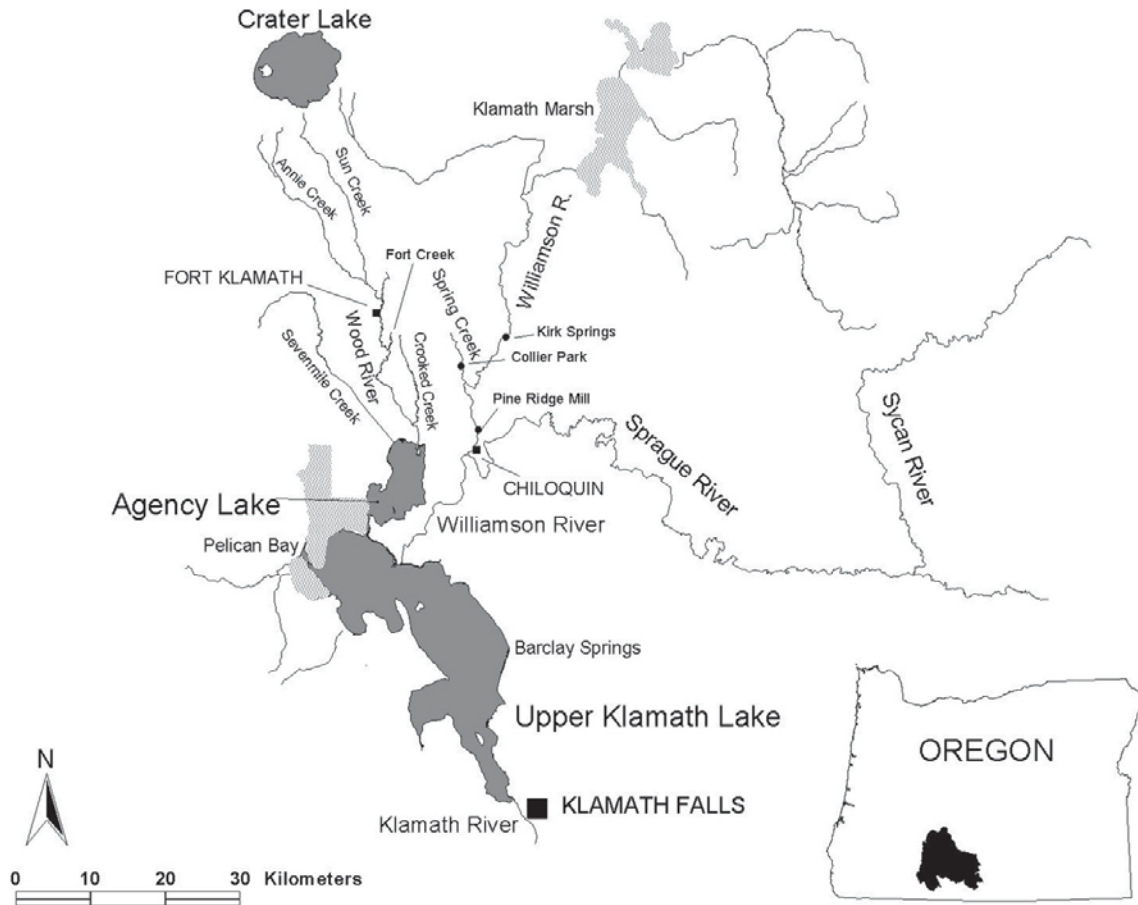 Crater Lake
Klamath Marsh
Sun Creek
Annie Creek
Williamson R.
Fort Creek
FORT KLAMATH
Spring Creek
Kirk Springs
Wood River
Crooked Creek
Collier Park
Sevenmile Creek
Pine Ridge Mill
Sycan River
Sprague River
CHILOQUIN
Agency Lake
Williamson River
Pelican Bay
Barclay Springs
Upper Klamath Lake
OREGON
N
KLAMATH FALLS
Klamath River
0 10 20 30 Kilometers